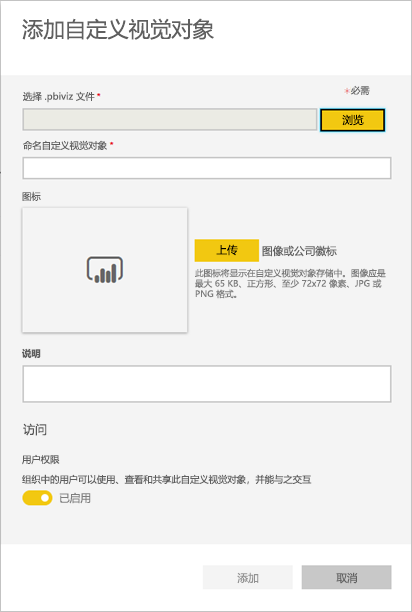 添加自定义视觉对象
*必需
选择 .pbiviz 文件 *
浏览
命名自定义视觉对象 *
图标
上传 图像或公司徽标
此图标将显示在自定义视觉对象存储中。图像应是
最大 65 KB、正方形、至少 72x72 像素、JPG 或
PNG 格式。
说明
访问
用户权限
组织中的用户可以使用、查看和共享此自定义视觉对象，并能与之交互
已启用
添加
取消